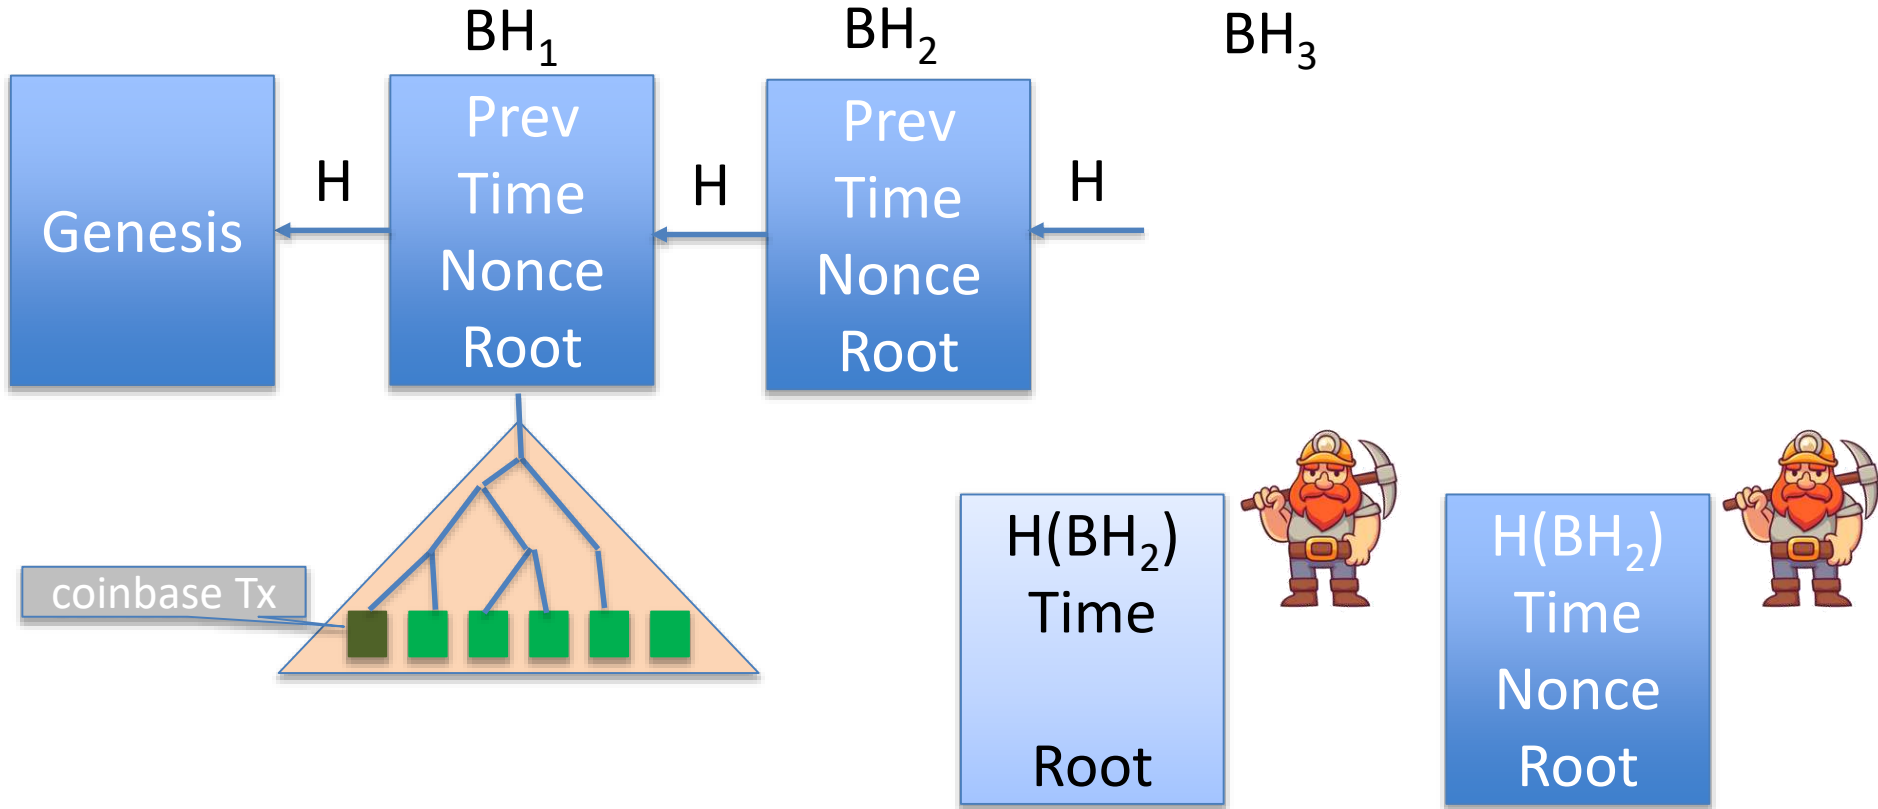 BH₁
BH₂
BH₃
Genesis
H
Prev
Time
Nonce
Root
H
Prev
Time
Nonce
Root
H
coinbase Tx
H(BH₂)
Time
Root
H(BH₂)
Time
Nonce
Root